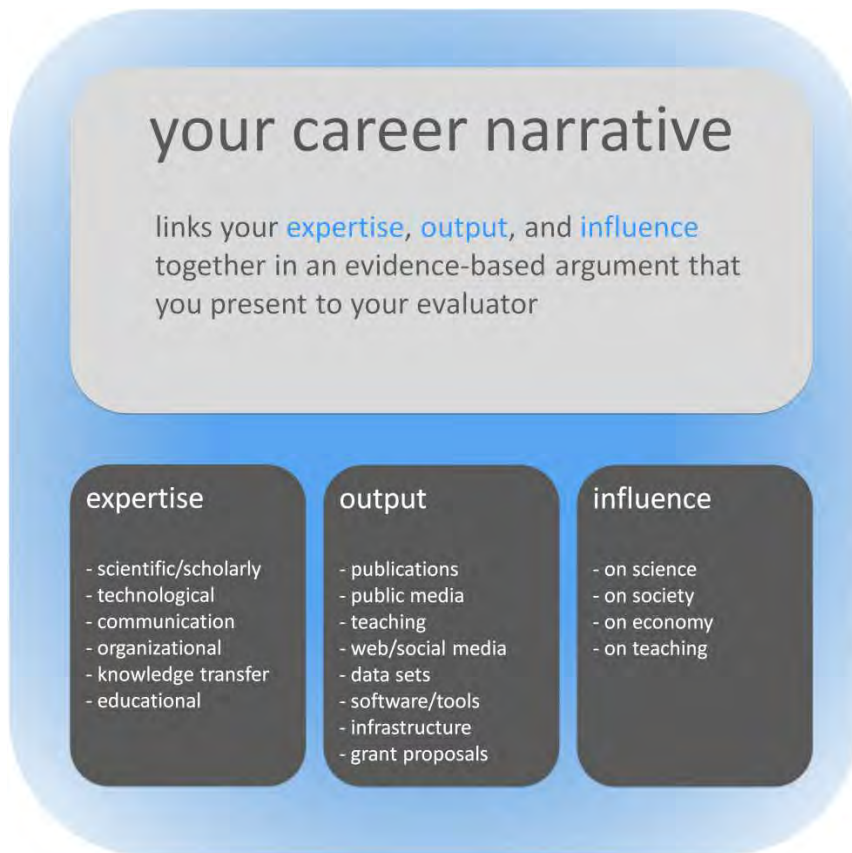 your career narrative
links your expertise, output, and influence
together in an evidence-based argument that
you present to your evaluator
expertise
- scientific/scholarly
- technological
- communication
- organizational
- knowledge transfer
- educational
output
- publications
- public media
- teaching
- web/social media
- data sets
- software/tools
- infrastructure
- grant proposals
influence
- on science
- on society
- on economy
- on teaching